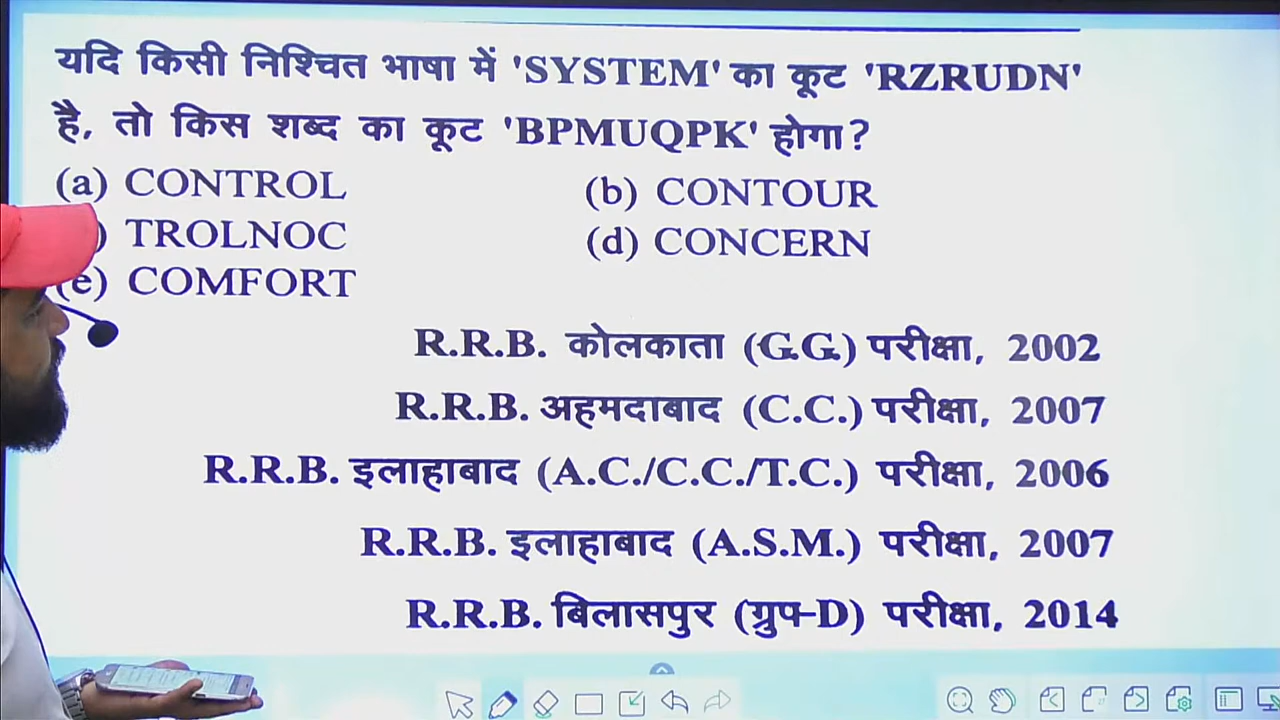 यदि किसी निश्चित भाषा में 'SYSTEM' का कूट 'RZRUDN'
है, तो किस शब्द का कूट 'BPMUQPK' होगा?
(a) CONTROL (b) CONTOUR
) TROLNOC (d) CONCERN
(e) COMFORT
R.R.B. कोलकाता (G.G.) परीक्षा, 2002
R.R.B. अहमदाबाद (C.C.) परीक्षा, 2007
R.R.B. इलाहाबाद (A.C./C.C./T.C.) परीक्षा, 2006
R.R.B. इलाहाबाद (A.S.M.) परीक्षा, 2007
R.R.B. बिलासपुर (ग्रुप-D) परीक्षा, 2014